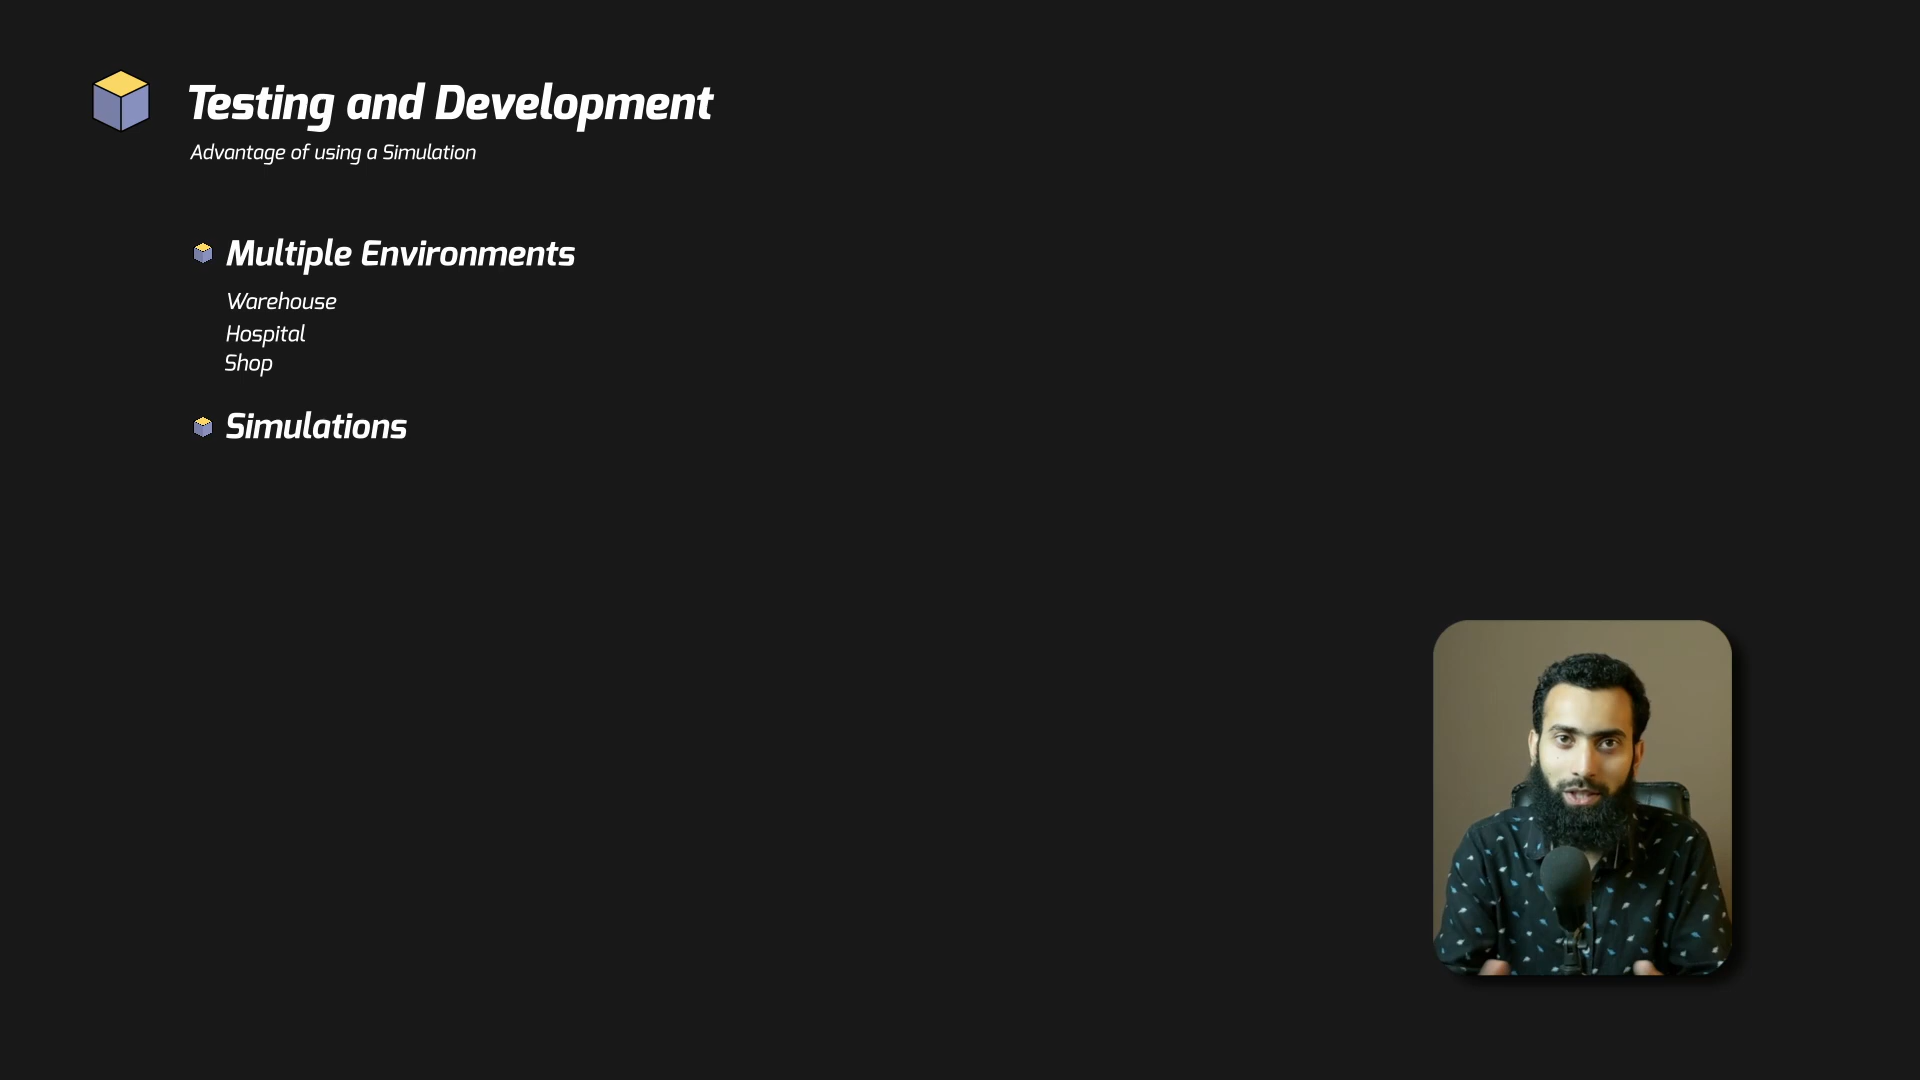 Testing and Development
Advantage of using a Simulation
Multiple Environments
Warehouse
Hospital
Shop
Simulations